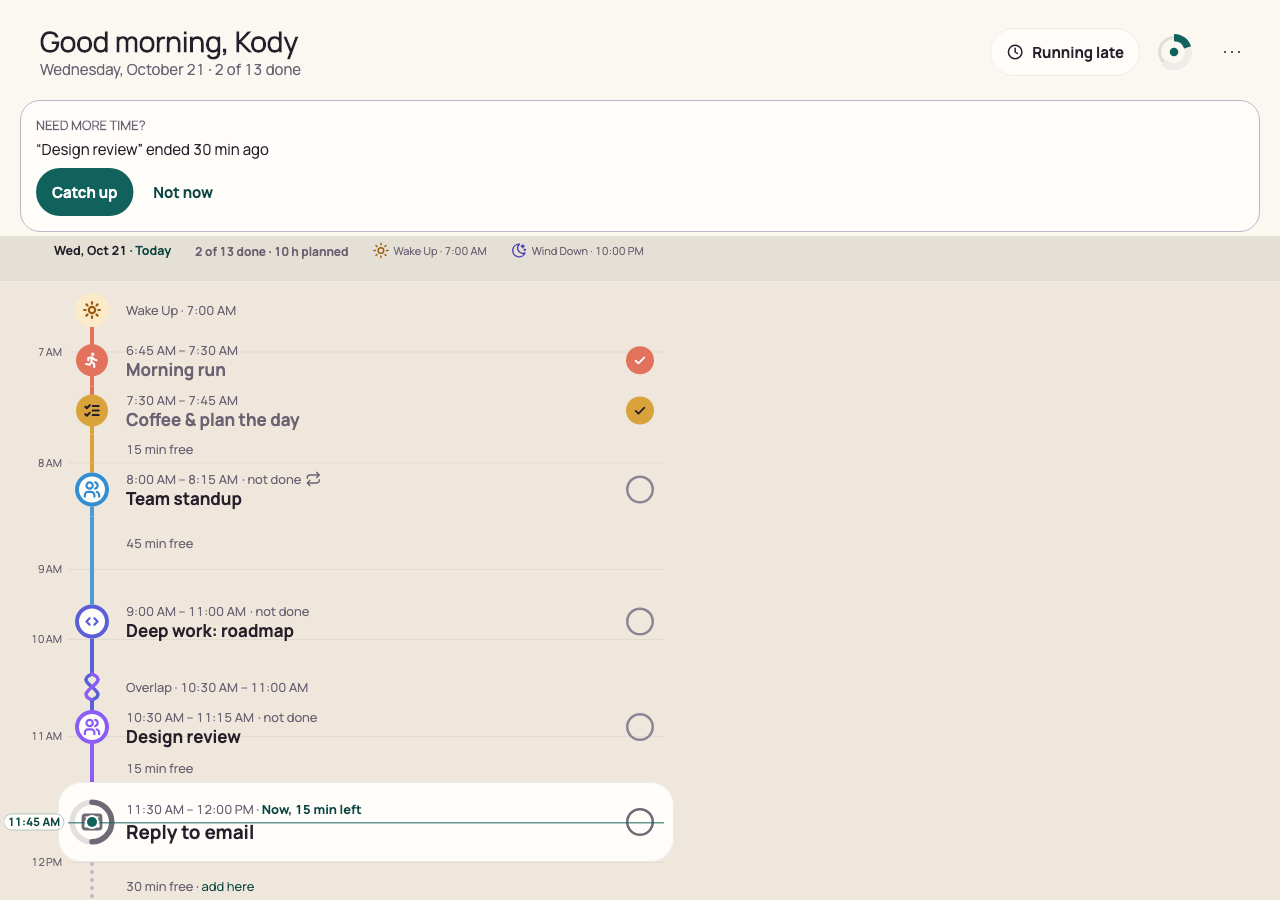 Good morning, Kody
Wednesday, October 21 · 2 of 13 done
Running late
NEED MORE TIME?
“Design review” ended 30 min ago
Catch up
Not now
Wed, Oct 21 · Today
2 of 13 done · 10 h planned
Wake Up · 7:00 AM
Wind Down · 10:00 PM
Wake Up · 7:00 AM
7 AM
6:45 AM – 7:30 AM
Morning run
7:30 AM – 7:45 AM
Coffee & plan the day
15 min free
8 AM
8:00 AM – 8:15 AM · not done
Team standup
45 min free
9 AM
9:00 AM – 11:00 AM · not done
Deep work: roadmap
10 AM
Overlap · 10:30 AM – 11:00 AM
10:30 AM – 11:15 AM · not done
Design review
11 AM
15 min free
11:30 AM – 12:00 PM · Now, 15 min left
11:45 AM
Reply to email
12 PM
30 min free · add here